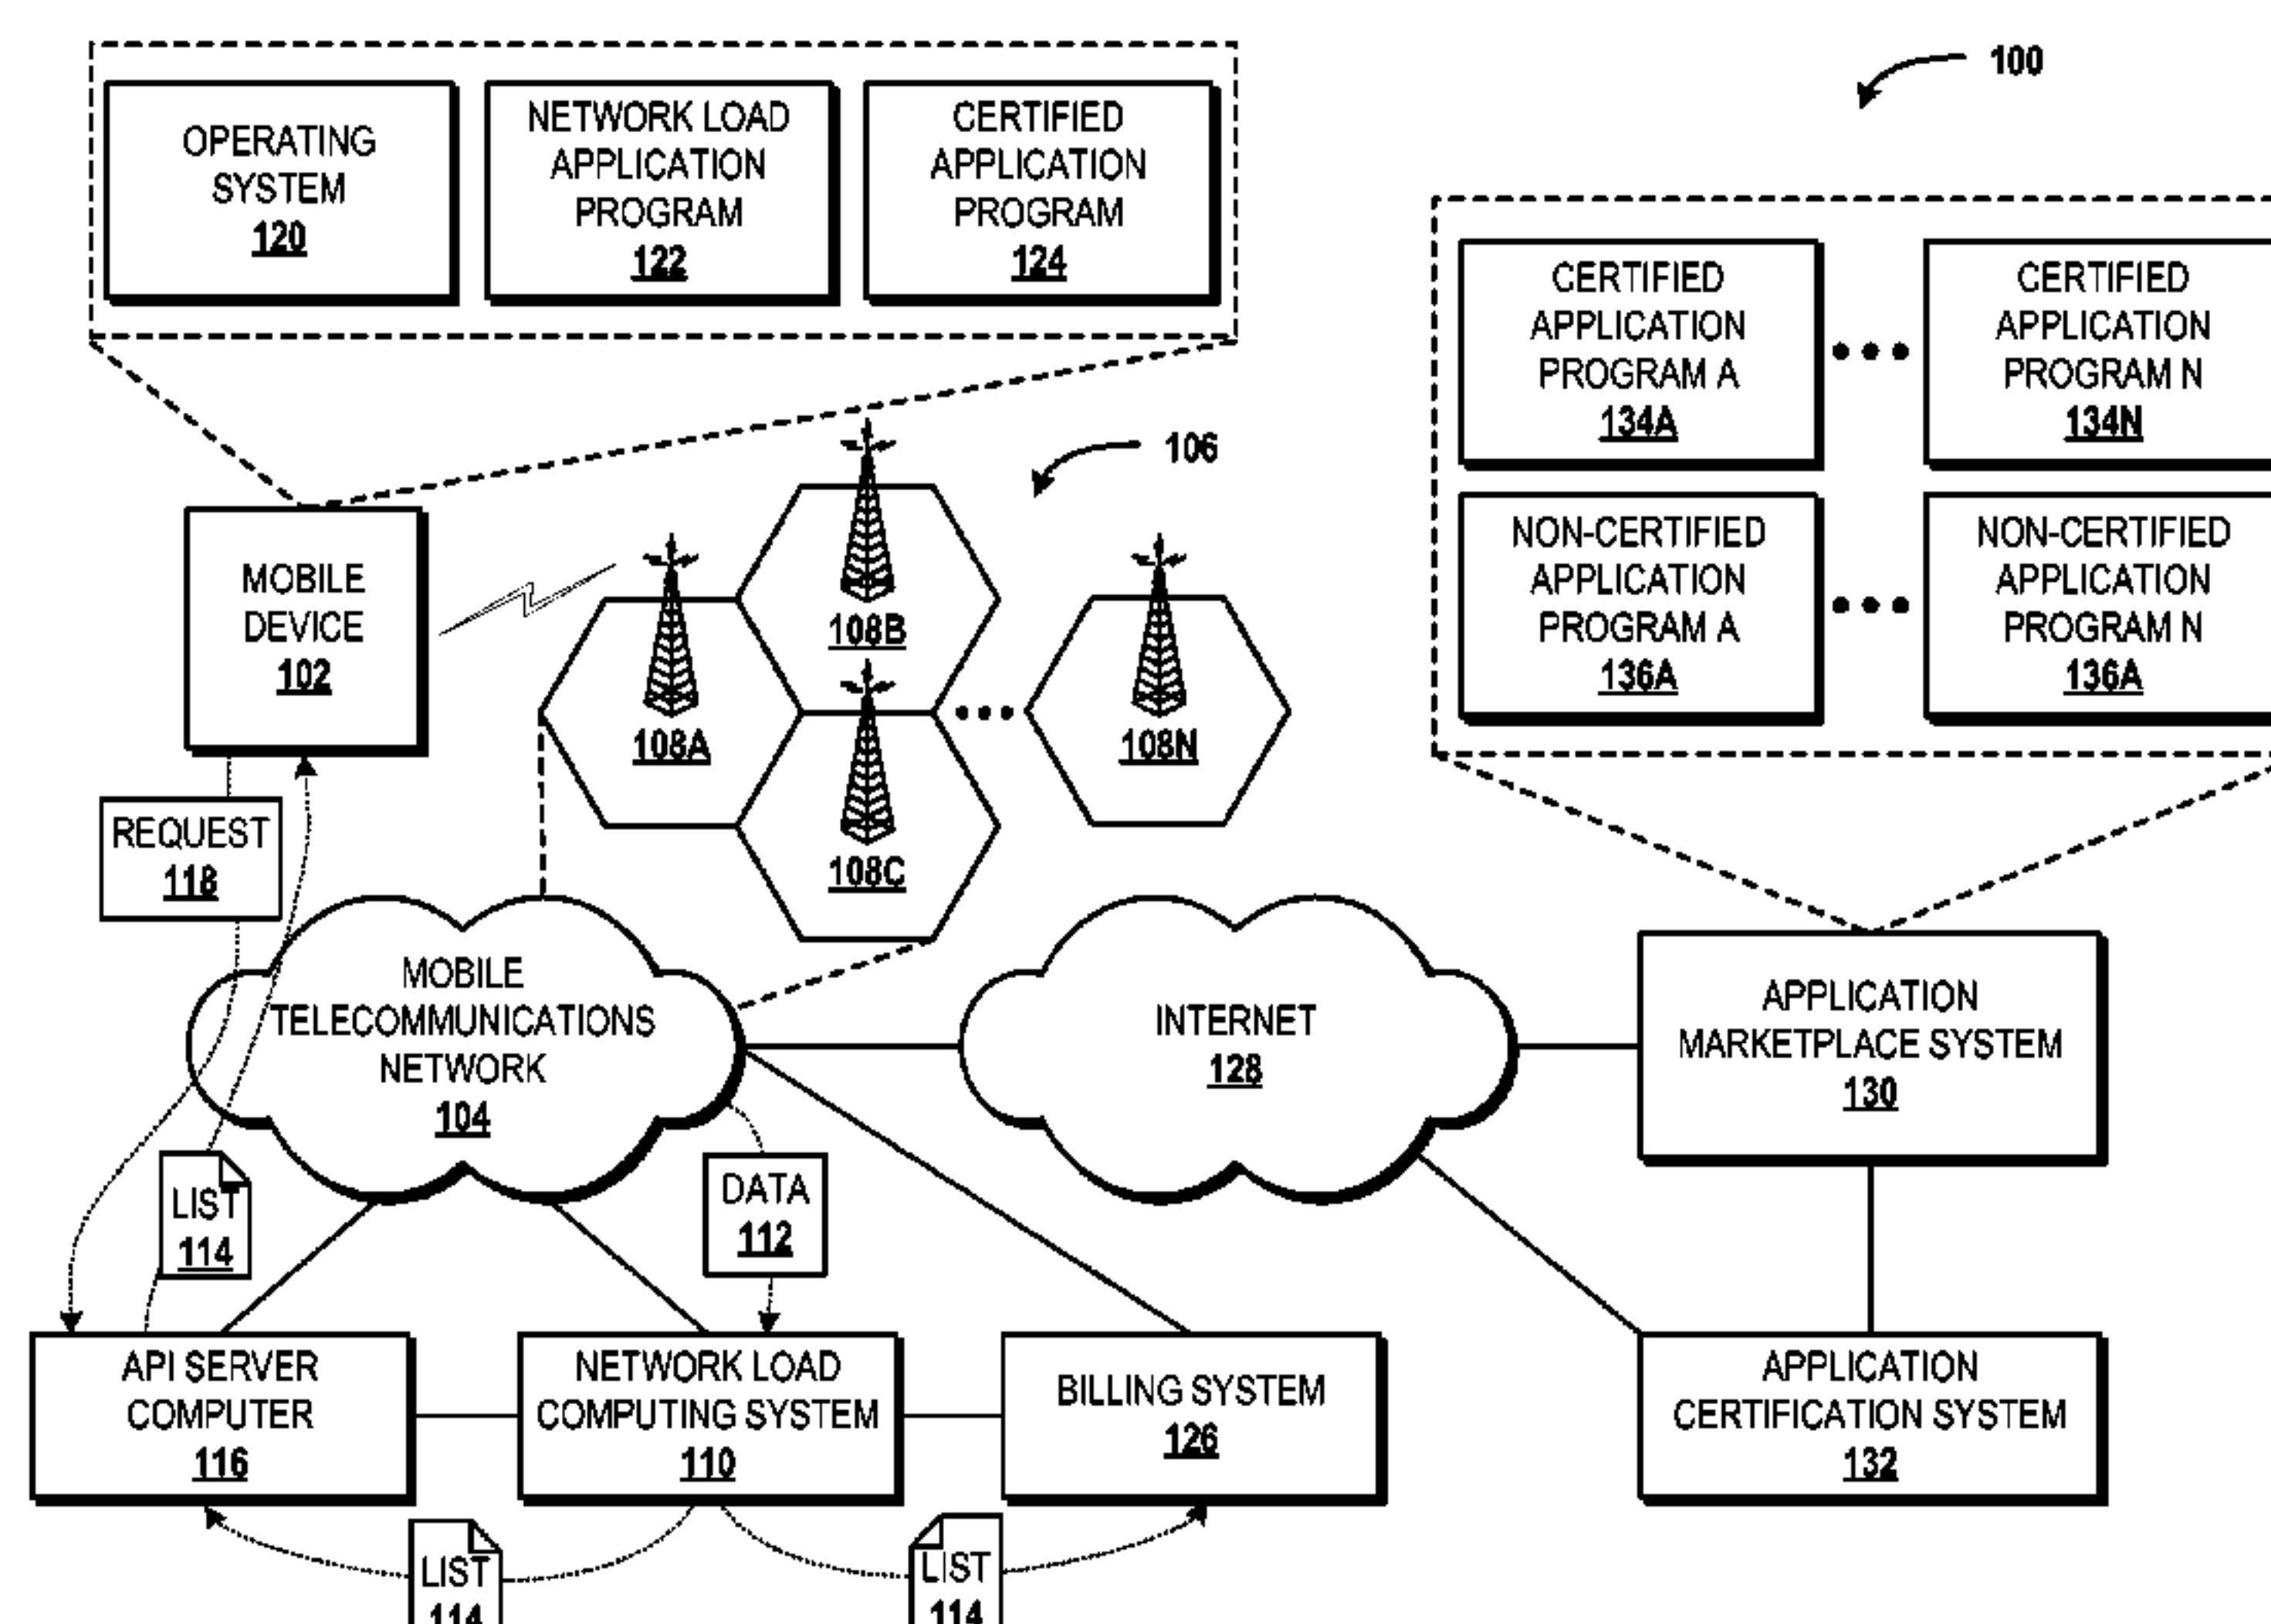 100
OPERATING
SYSTEM
120
NETWORK LOAD
APPLICATION
PROGRAM
122
CERTIFIED
APPLICATION
PROGRAM
124
CERTIFIED
APPLICATION
PROGRAM A
134A
CERTIFIED
APPLICATION
PROGRAM N
134N
NON-CERTIFIED
APPLICATION
PROGRAM A
136A
NON-CERTIFIED
APPLICATION
PROGRAM N
136A
106
MOBILE
DEVICE
102
108A
108B
108C
108N
REQUEST
118
MOBILE
TELECOMMUNICATIONS
NETWORK
104
INTERNET
128
APPLICATION
MARKETPLACE SYSTEM
130
LIST
114
DATA
112
API SERVER
COMPUTER
116
NETWORK LOAD
COMPUTING SYSTEM
110
BILLING SYSTEM
126
APPLICATION
CERTIFICATION SYSTEM
132
LIST
114
LIST
114